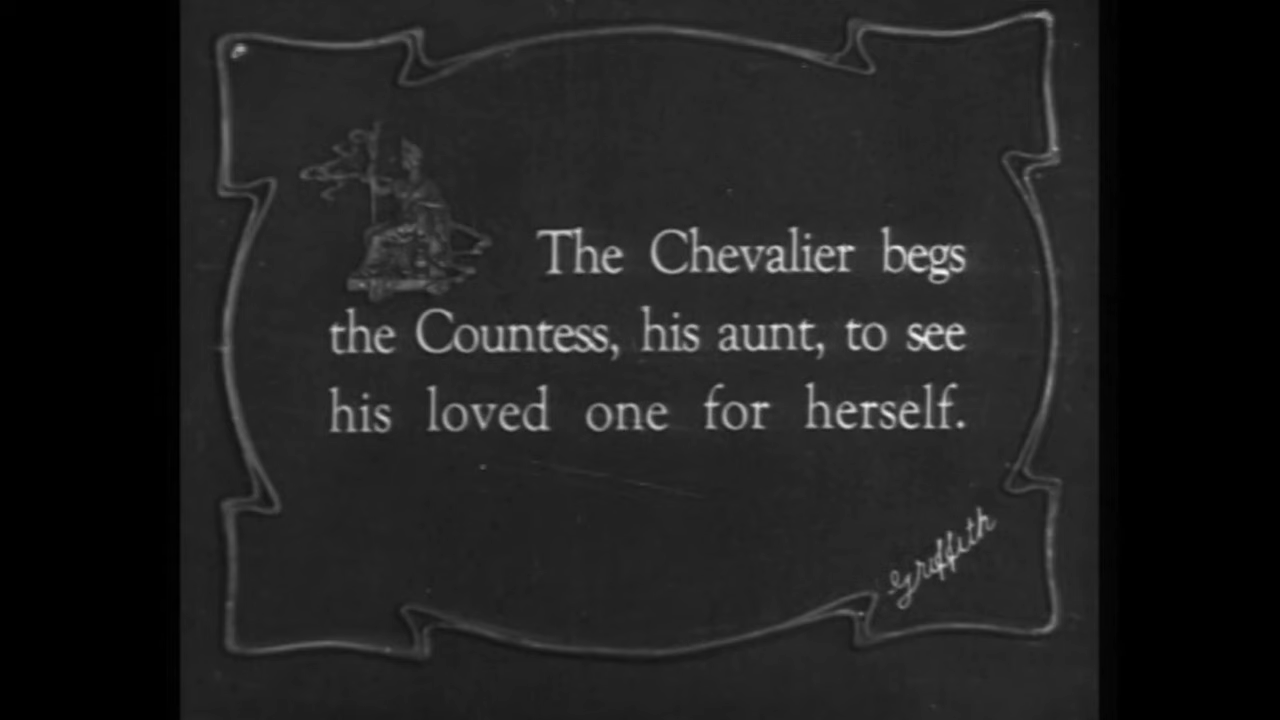 The Chevalier begs
the Countess, his aunt, to see
his loved one for herself.
Griffith